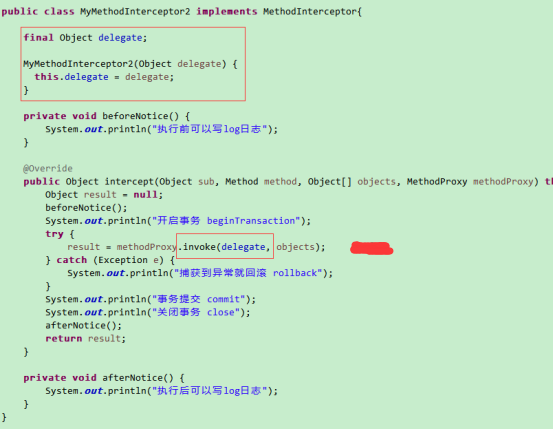 public class MyMethodInterceptor2 implements MethodInterceptor{
final Object delegate;
MyMethodInterceptor2(Object delegate) {
this.delegate = delegate;
}
private void beforeNotice() {
System.out.println("执行前可以写log日志");
}
@Override
public Object intercept(Object sub, Method method, Object[] objects, MethodProxy methodProxy) th
Object result = null;
beforeNotice();
System.out.println("开启事务 beginTransaction");
try {
result = methodProxy.invoke(delegate, objects);
} catch (Exception e) {
System.out.println("捕获到异常就回滚 rollback");
}
System.out.println("事务提交 commit");
System.out.println("关闭事务 close");
afterNotice();
return result;
}
private void afterNotice() {
System.out.println("执行后可以写log日志");
}
}